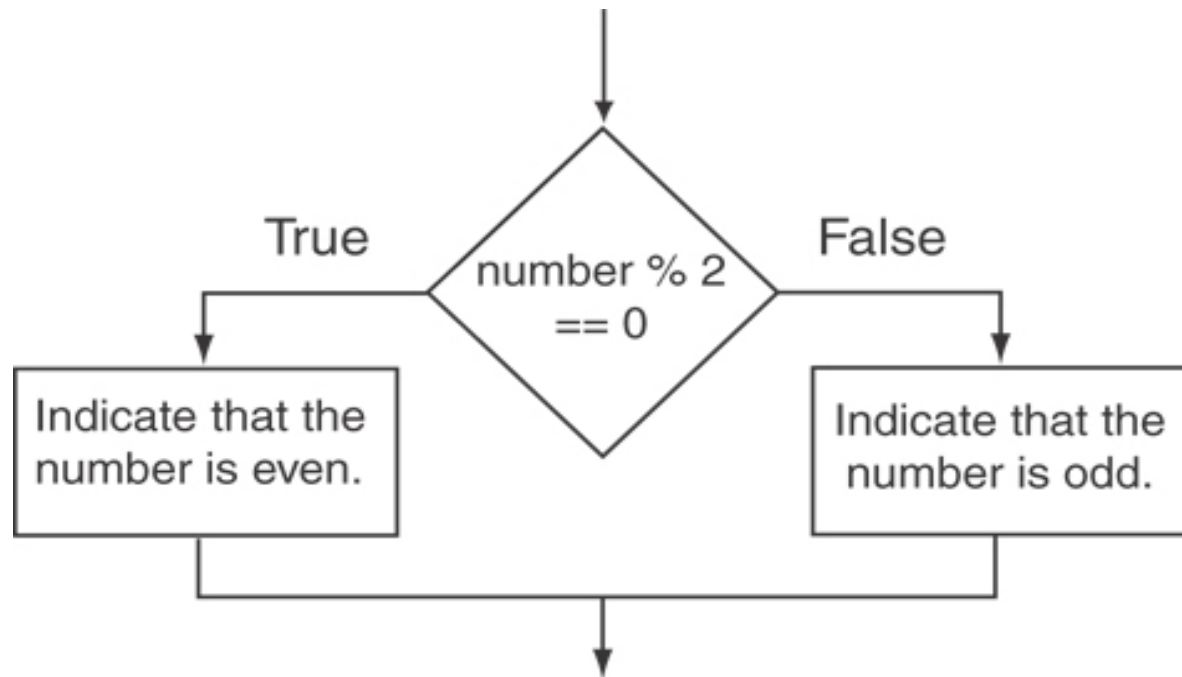 True
False
number % 2
== 0
Indicate that the
number is even.
Indicate that the
number is odd.